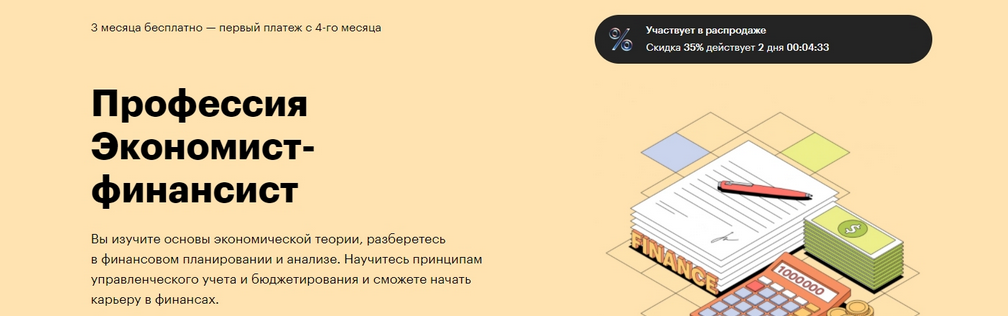 3 месяца бесплатно — первый платеж с 4-го месяца
Участвует в распродаже
Скидка 35% действует 2 дня 00:04:33
Профессия
Экономист-
финансист
Вы изучите основы экономической теории, разберетесь
в финансовом планировании и анализе. Научитесь принципам
управленческого учета и бюджетирования и сможете начать
карьеру в финансах.
FINANCE
1000000